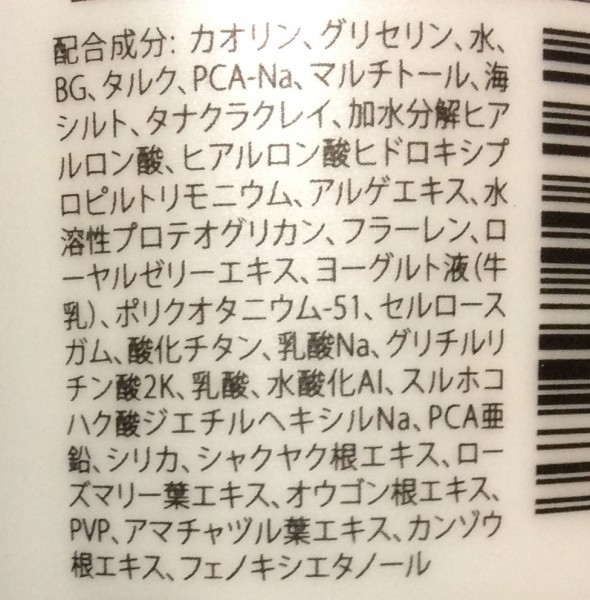 配合成分: カオリン、グリセリン、水、
BG、タルク、PCA-Na、マルチトール、海
シルト、タナクラクレイ、加水分解ヒア
ルロン酸、ヒアルロン酸ヒドロキシプ
ロピルトリモニウム、アルゲエキス、水
溶性プロテオグリカン、フラーレン、ロ
ーヤルゼリーエキス、ヨーグルト液(牛
乳)、ポリクオタニウム-51、セルロース
ガム、酸化チタン、乳酸Na、グリチルリ
チン酸2K、乳酸、水酸化Al、スルホコ
ハク酸ジエチルヘキシルNa、PCA亜
鉛、シリカ、シャクヤク根エキス、ロー
ズマリー葉エキス、オウゴン根エキス、
PVP、アマチャヅル葉エキス、カンゾウ
根エキス、フェノキシエタノール